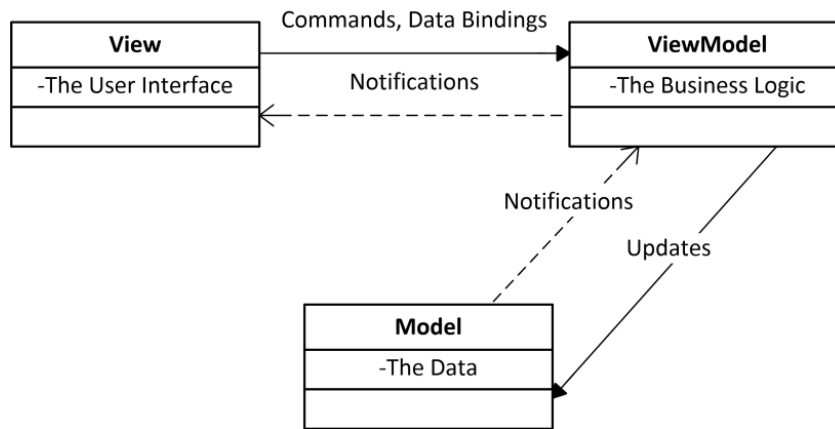 Commands, Data Bindings
View
ViewModel
-The User Interface
Notifications
-The Business Logic
Notifications
Updates
Model
-The Data